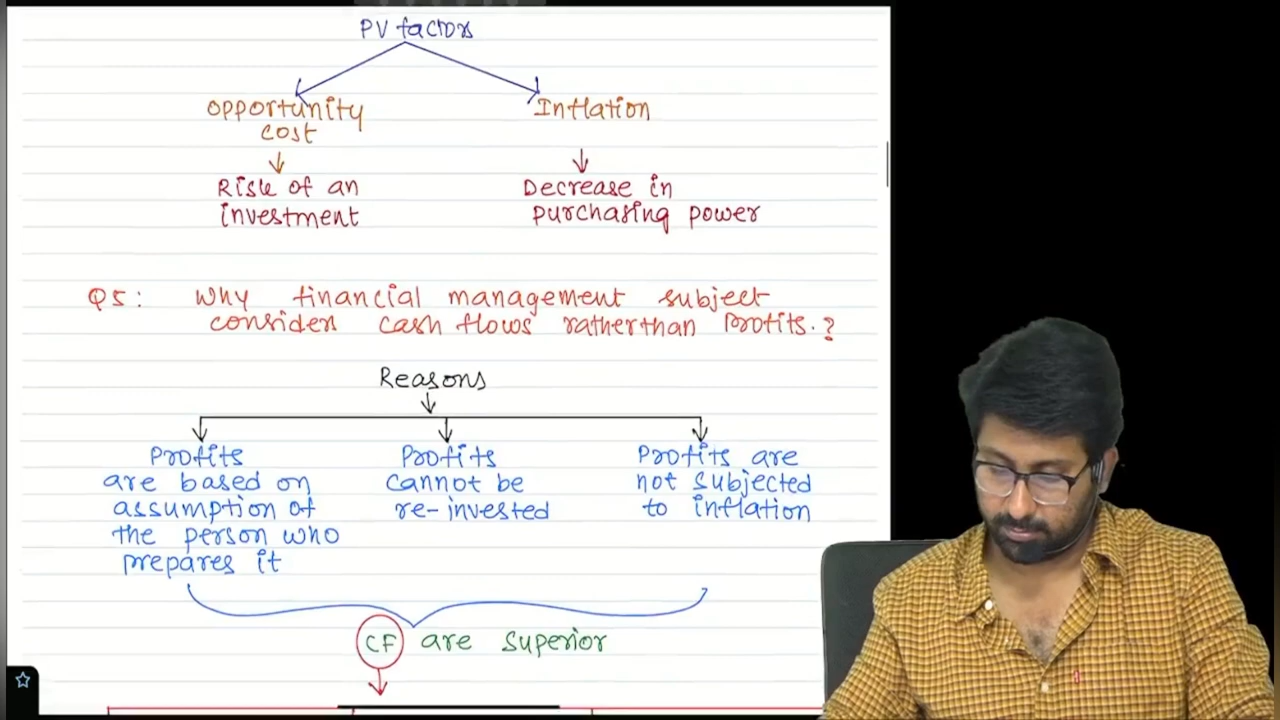 PV factors
Opportunity
cost
Inflation
Risk of an
investment
Decrease in
purchasing power
Q5: Why financial management subject
consider cash flows rather than Profits.?
Reasons
Profits
are based on
assumption of
the person who
prepares it
Profits
cannot be
re-invested
Profits are
not subjected
to inflation
CF are superior